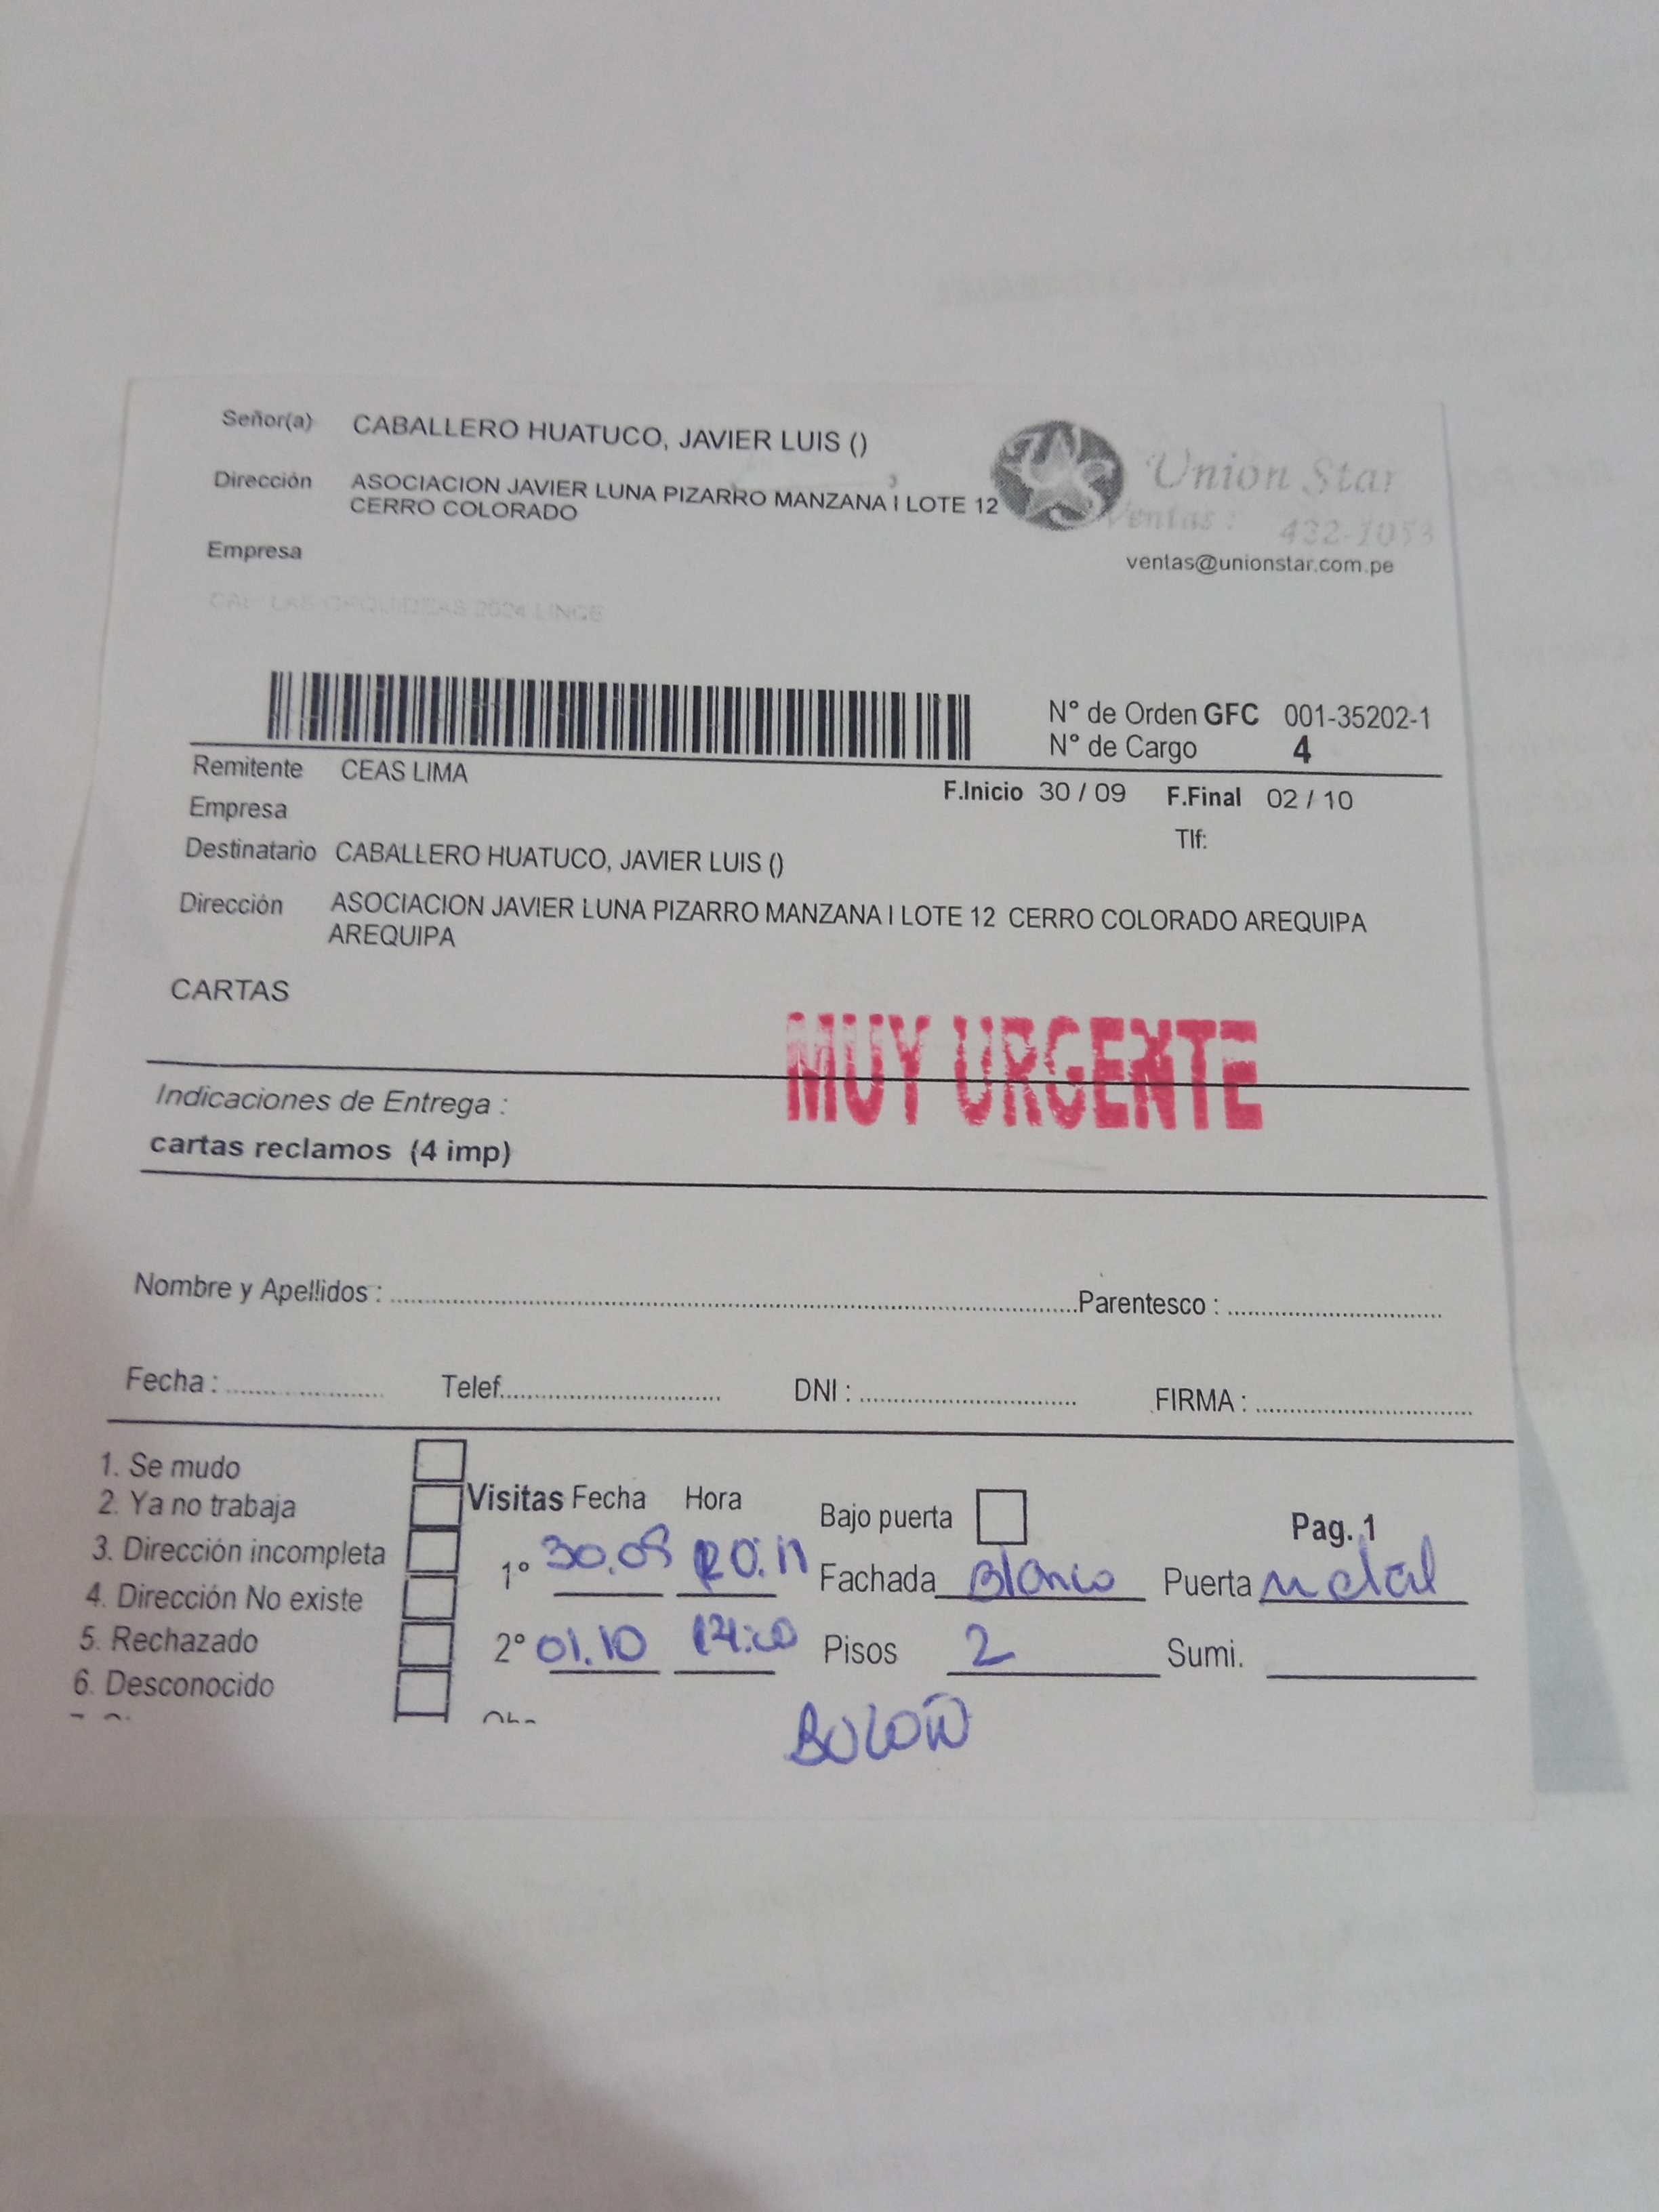 Señor(a) CABALLERO HUATUCO, JAVIER LUIS ()
Dirección ASOCIACION JAVIER LUNA PIZARRO MANZANA I LOTE 12
CERRO COLORADO
Union Star
Ventas : 422-1053
ventas@unionstar.com.pe
Empresa
N° de Orden GFC 001-35202-1
N° de Cargo 4
Remitente CEAS LIMA
F.Inicio 30 / 09 F.Final 02 / 10
Empresa
Tlf:
Destinatario CABALLERO HUATUCO, JAVIER LUIS ()
Dirección ASOCIACION JAVIER LUNA PIZARRO MANZANA I LOTE 12 CERRO COLORADO AREQUIPA
AREQUIPA
CARTAS
MUY URGENTE
Indicaciones de Entrega :
cartas reclamos (4 imp)
Nombre y Apellidos : Parentesco :
Fecha : Telef. DNI : FIRMA :
1. Se mudo
2. Ya no trabaja
3. Dirección incompleta
4. Dirección No existe
5. Rechazado
6. Desconocido
Visitas Fecha Hora
1° 30.09
2° 01.10
Bajo puerta
Pag. 1
Fachada Blanco Puerta metal
Pisos 2 Sumi.